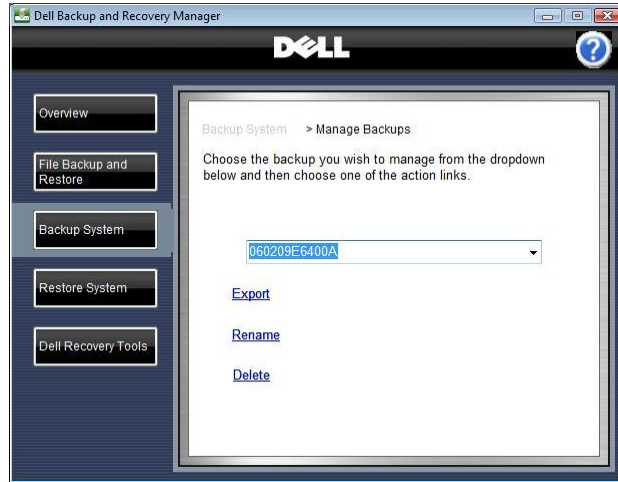 Dell Backup and Recovery Manager
DELL
?
Overview
File Backup and
Restore
Backup System
Restore System
Dell Recovery Tools
Backup System > Manage Backups
Choose the backup you wish to manage from the dropdown
below and then choose one of the action links.
060209E6400A
Export
Rename
Delete